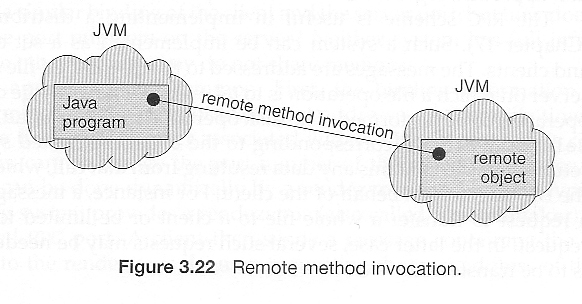 JVM
Java
program
remote method invocation
JVM
remote
object
Figure 3.22 Remote method invocation.